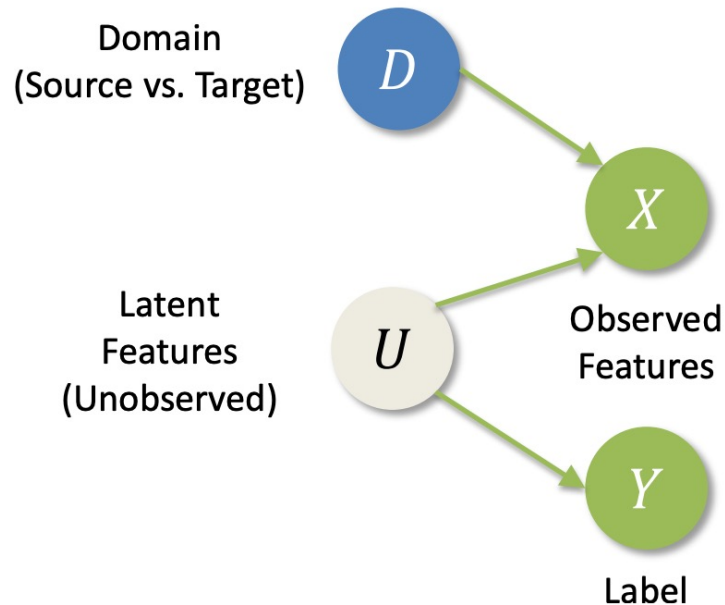 Domain
(Source vs. Target)
D
X
Observed
Features
Latent
Features
(Unobserved)
U
Y
Label